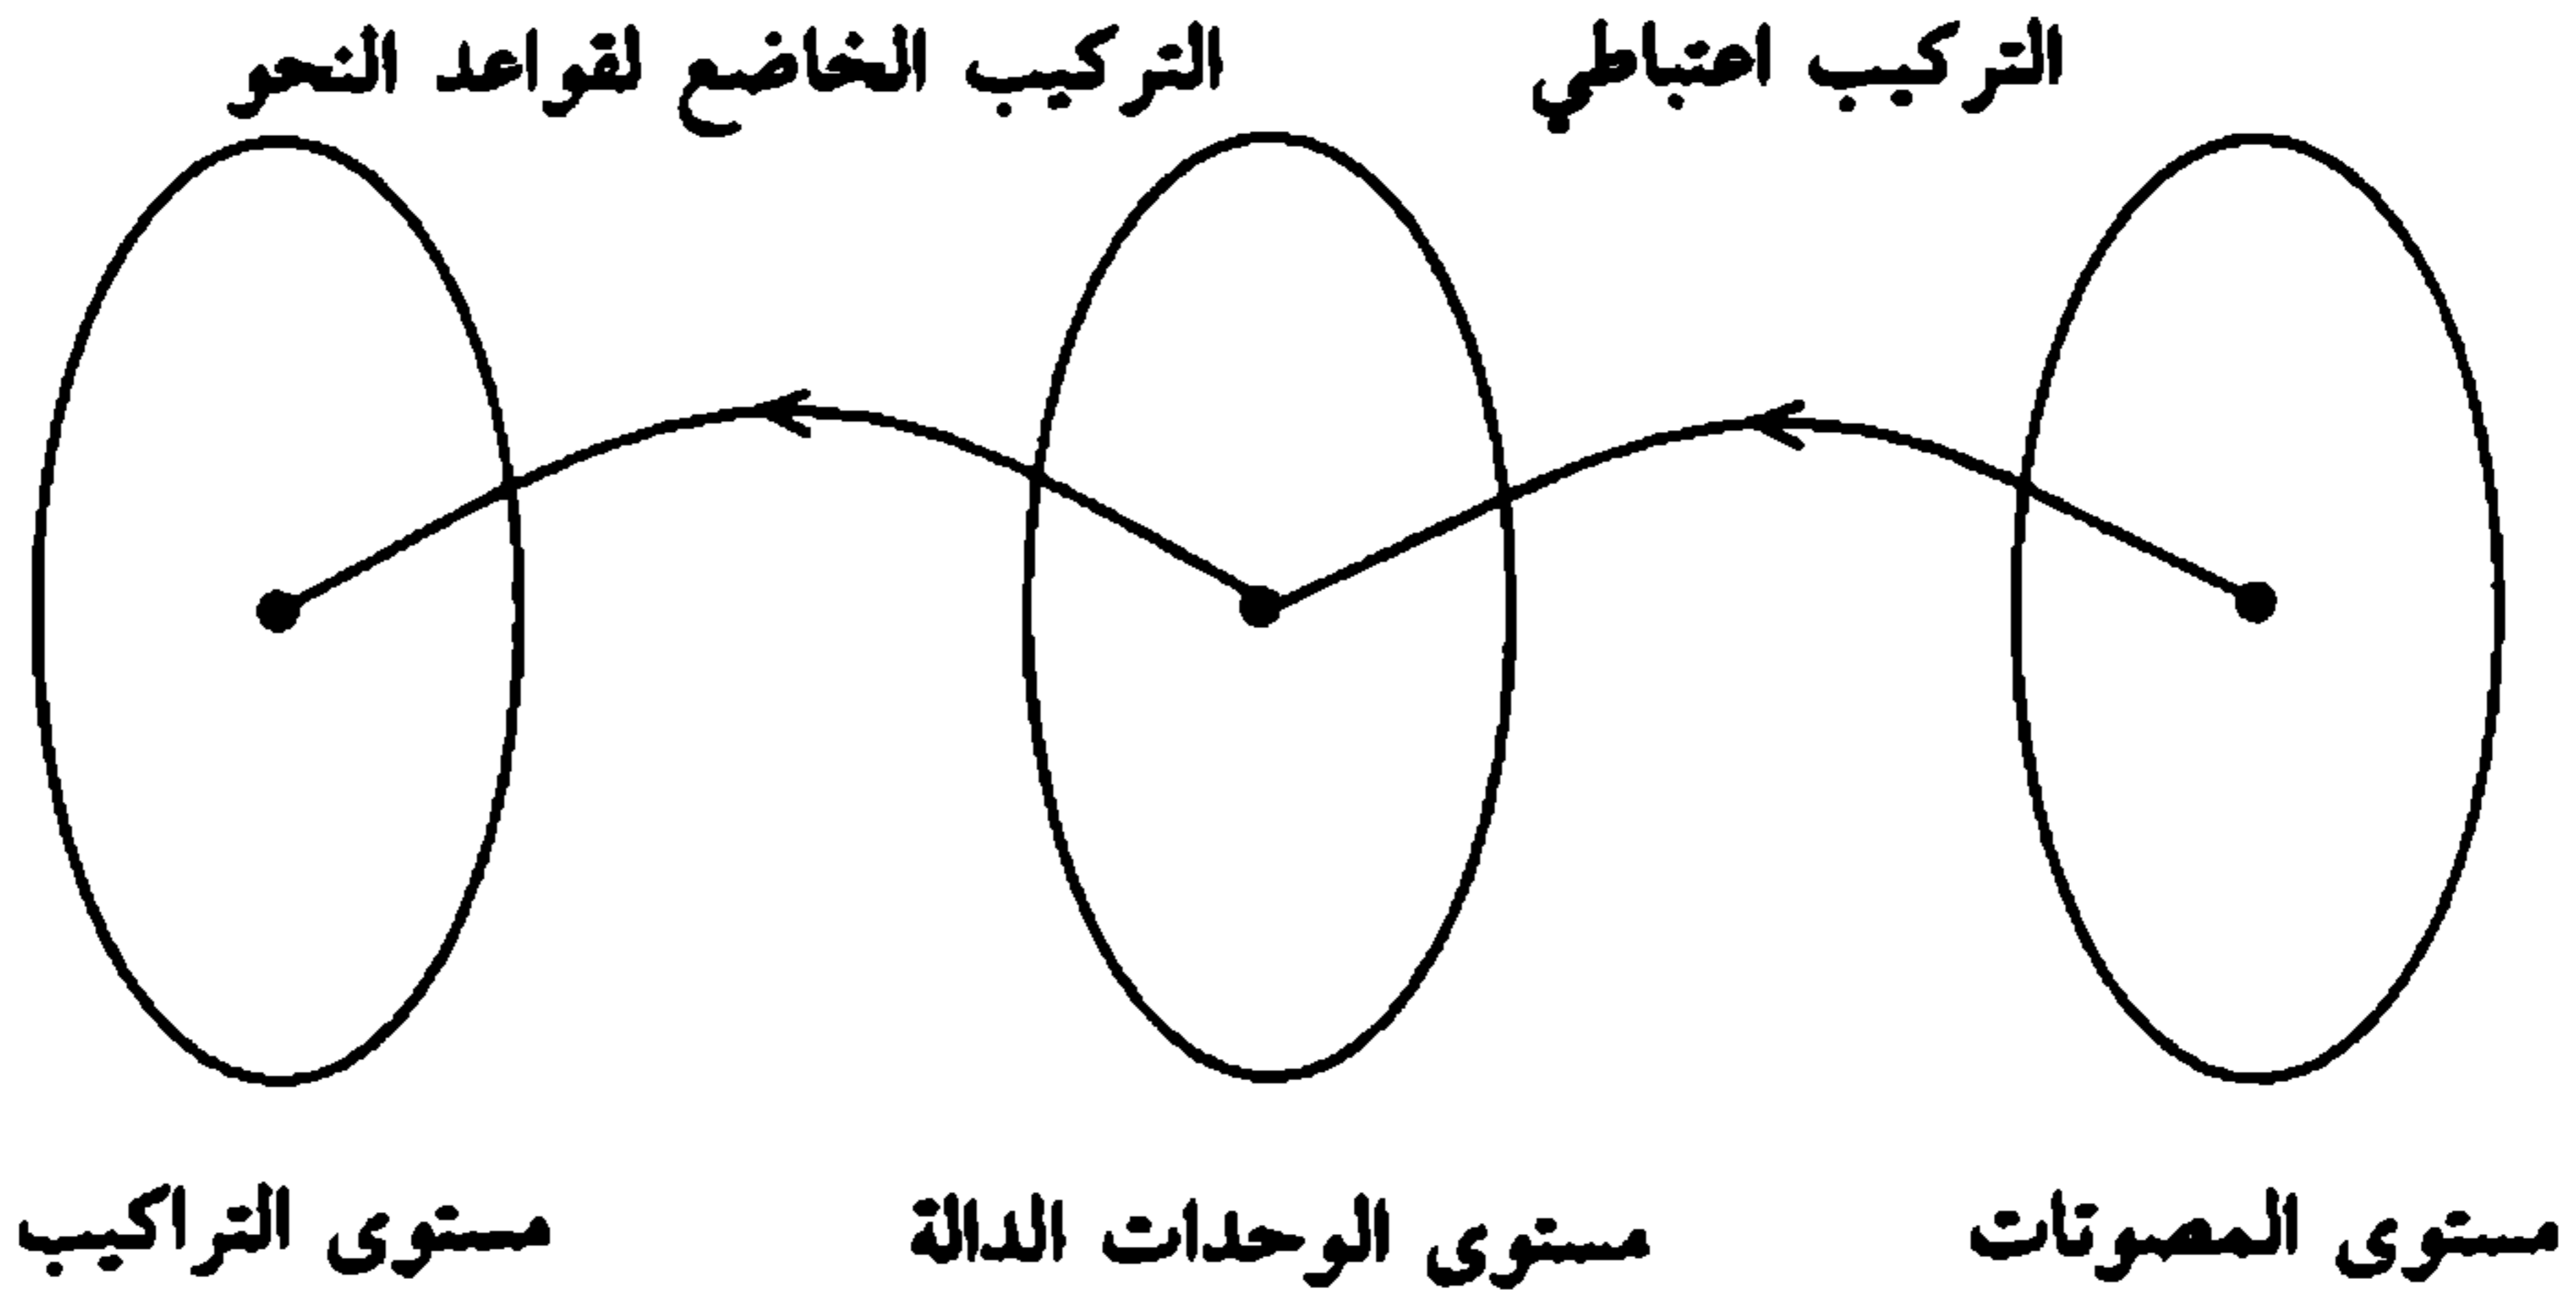 التركيب اعتباطي
التركيب الخاضع لقواعد النحو
مستوى المصوتات
مستوى الوحدات الدالة
مستوى التراكيب